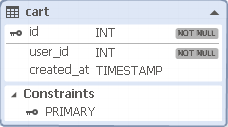 cart
id INT NOT NULL
user_id INT NOT NULL
created_at TIMESTAMP
Constraints
PRIMARY